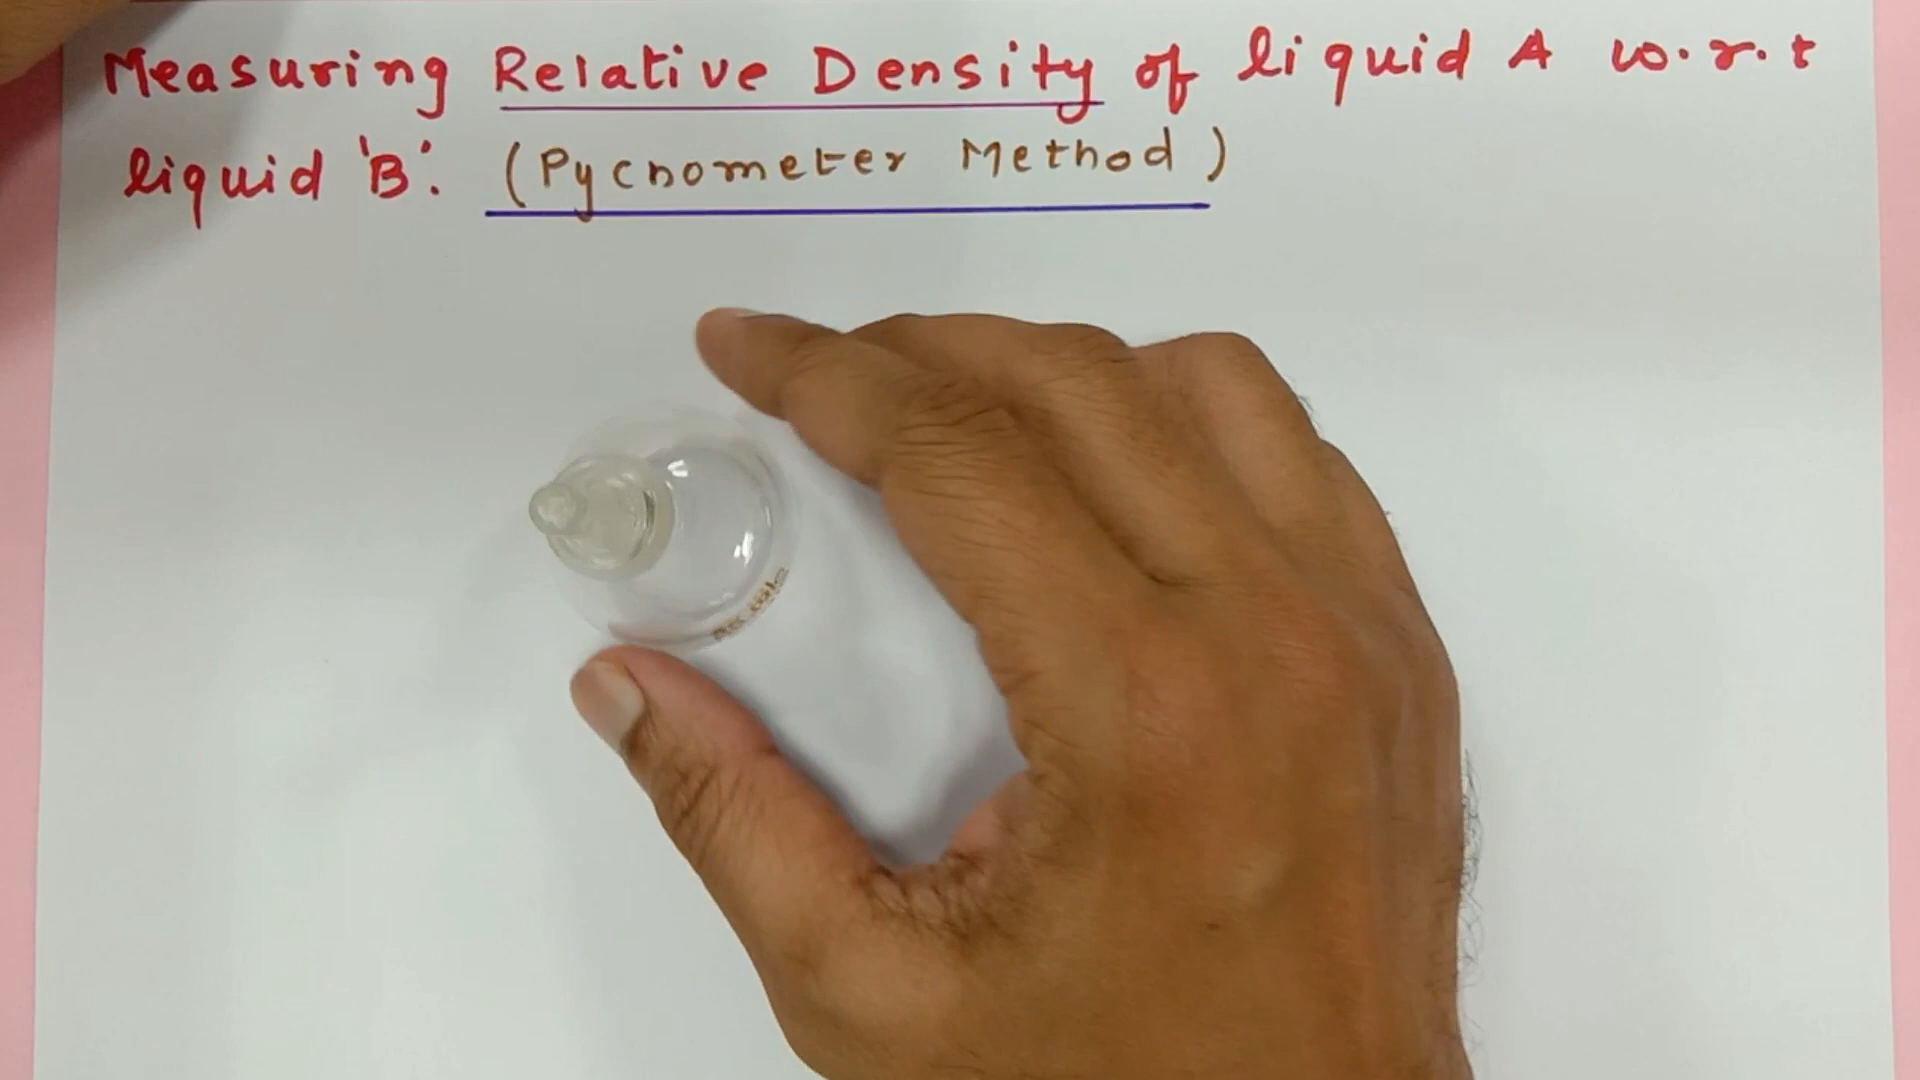 Measuring Relative Density of liquid A w.r.t
liquid 'B': (Pycnometer Method)